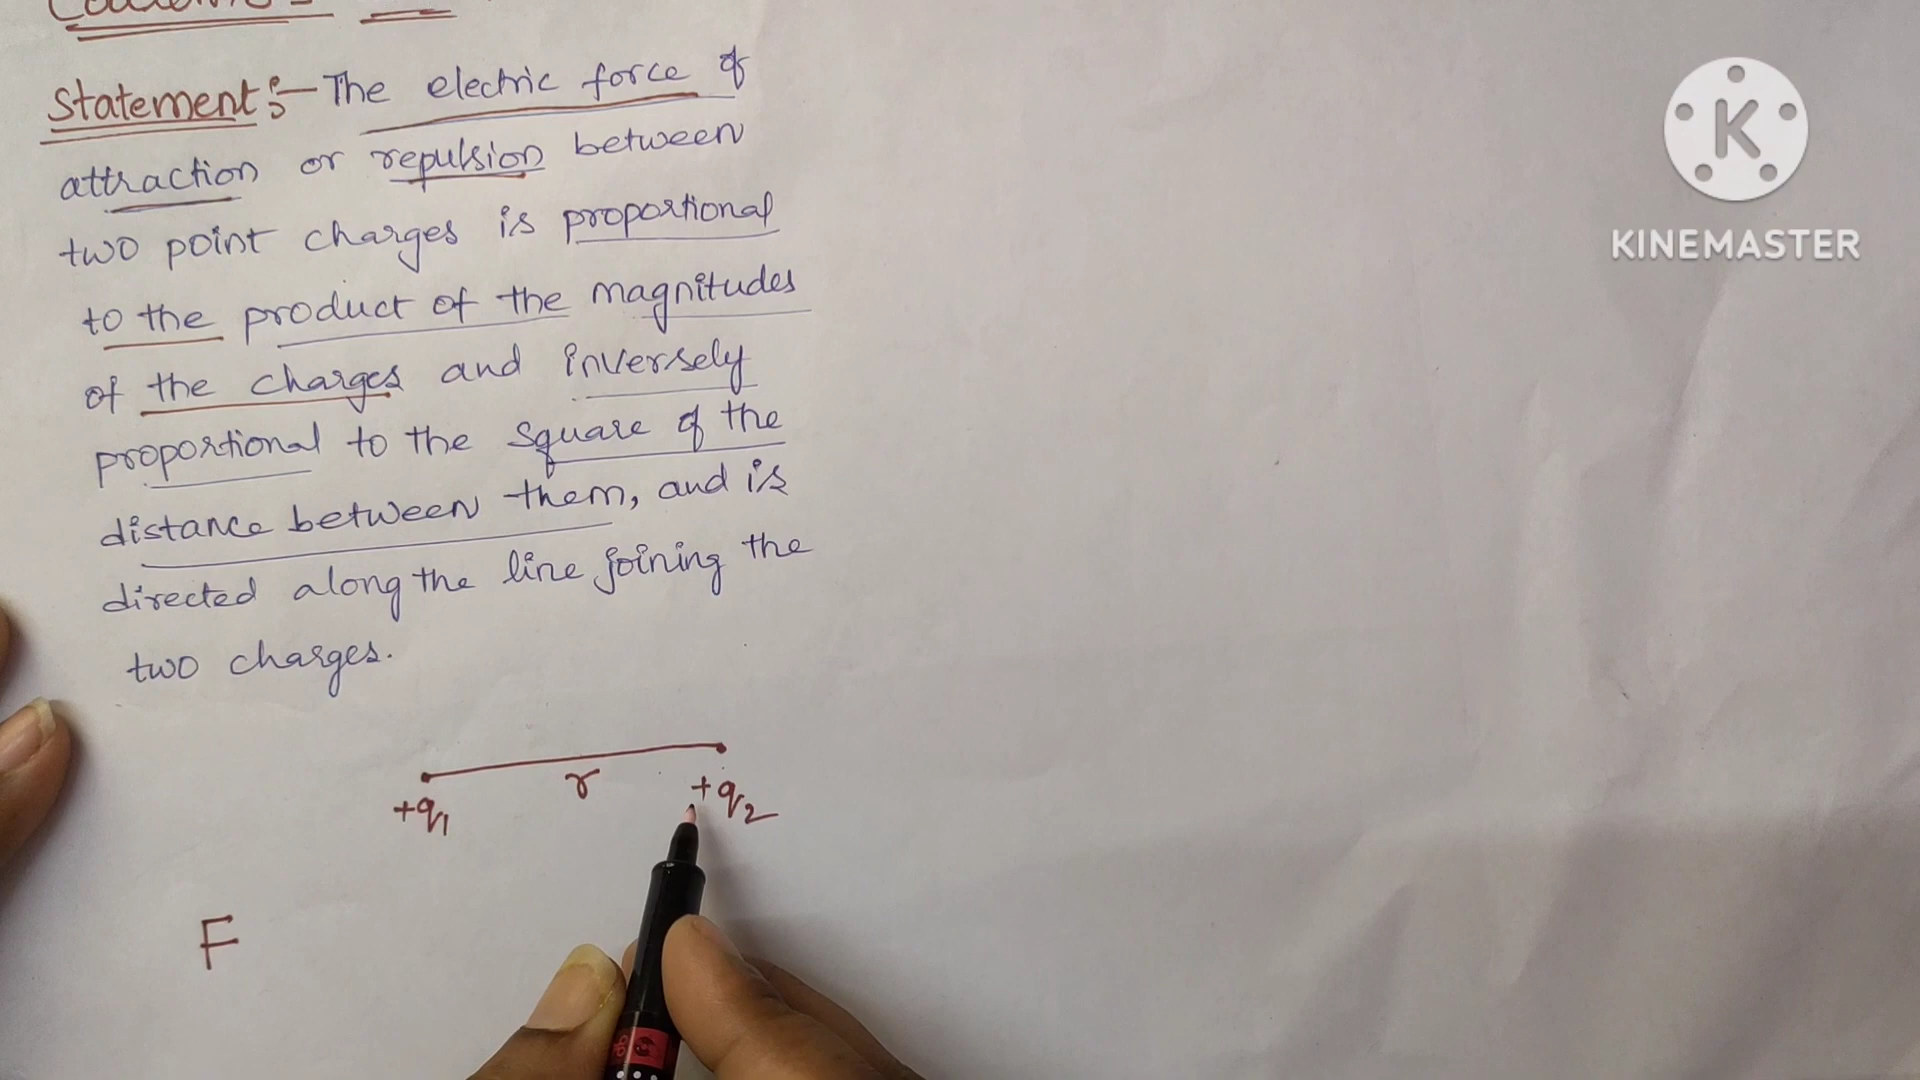 Statement :- The electric force of
attraction or repulsion between
two point charges is proportional
to the product of the magnitudes
of the charges and inversely
proportional to the square of the
distance between them, and is
directed along the line joining the
two charges.
r
+q1
+q2
F
K
KINEMASTER